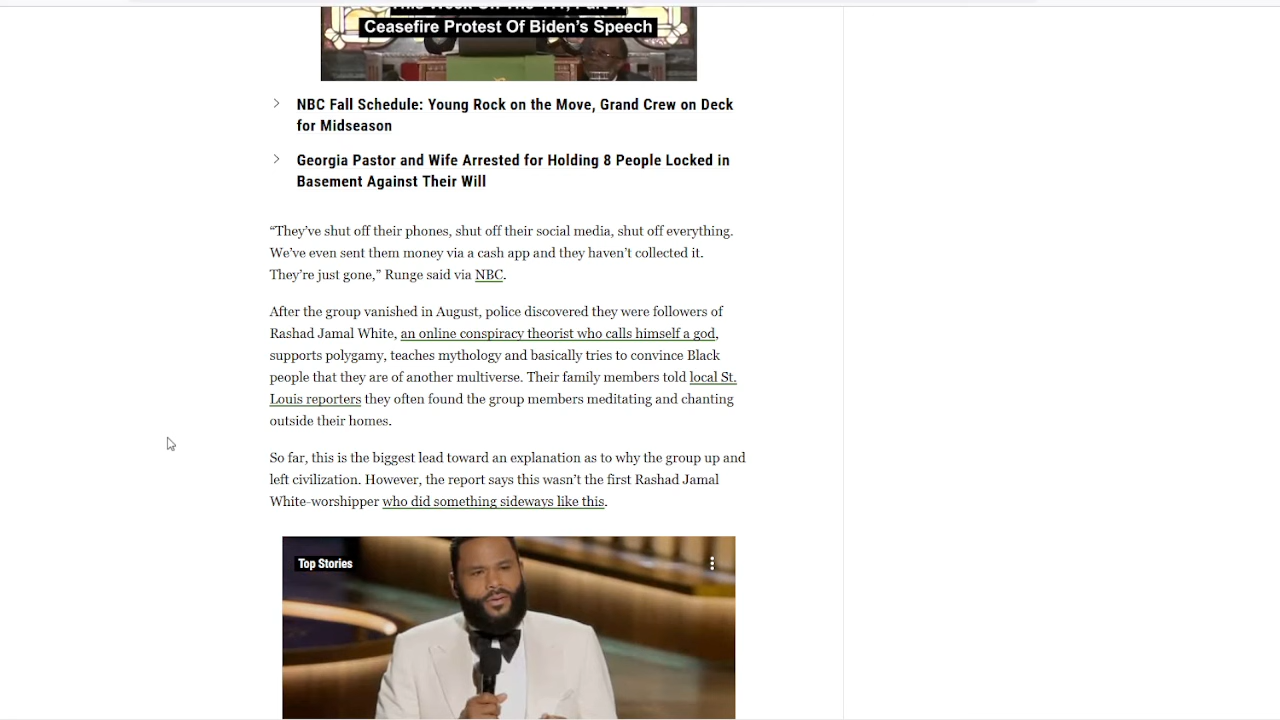 Ceasefire Protest Of Biden's Speech
NBC Fall Schedule: Young Rock on the Move, Grand Crew on Deck
for Midseason
Georgia Pastor and Wife Arrested for Holding 8 People Locked in
Basement Against Their Will
“They’ve shut off their phones, shut off their social media, shut off everything.
We’ve even sent them money via a cash app and they haven’t collected it.
They’re just gone,” Runge said via NBC.
After the group vanished in August, police discovered they were followers of
Rashad Jamal White, an online conspiracy theorist who calls himself a god,
supports polygamy, teaches mythology and basically tries to convince Black
people that they are of another multiverse. Their family members told local St.
Louis reporters they often found the group members meditating and chanting
outside their homes.
So far, this is the biggest lead toward an explanation as to why the group up and
left civilization. However, the report says this wasn’t the first Rashad Jamal
White-worshipper who did something sideways like this.
Top Stories